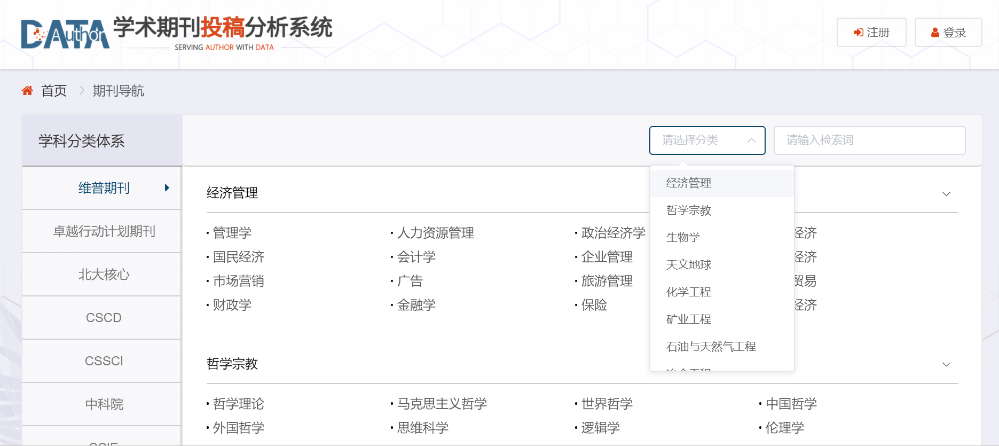 DATA Author 学术期刊投稿分析系统
SERVING AUTHOR WITH DATA
注册
登录
首页 > 期刊导航
学科分类体系
请选择分类
请输入检索词
维普期刊
卓越行动计划期刊
北大核心
CSCD
CSSCI
中科院
经济管理
哲学宗教
生物学
天文地球
化学工程
矿业工程
石油与天然气工程
经济管理
·管理学
·人力资源管理
·政治经济学
经济
·国民经济
·会计学
·企业管理
经济
·市场营销
·广告
·旅游管理
贸易
·财政学
·金融学
·保险
经济
哲学宗教
·哲学理论
·马克思主义哲学
·世界哲学
·中国哲学
·外国哲学
·思维科学
·逻辑学
·伦理学